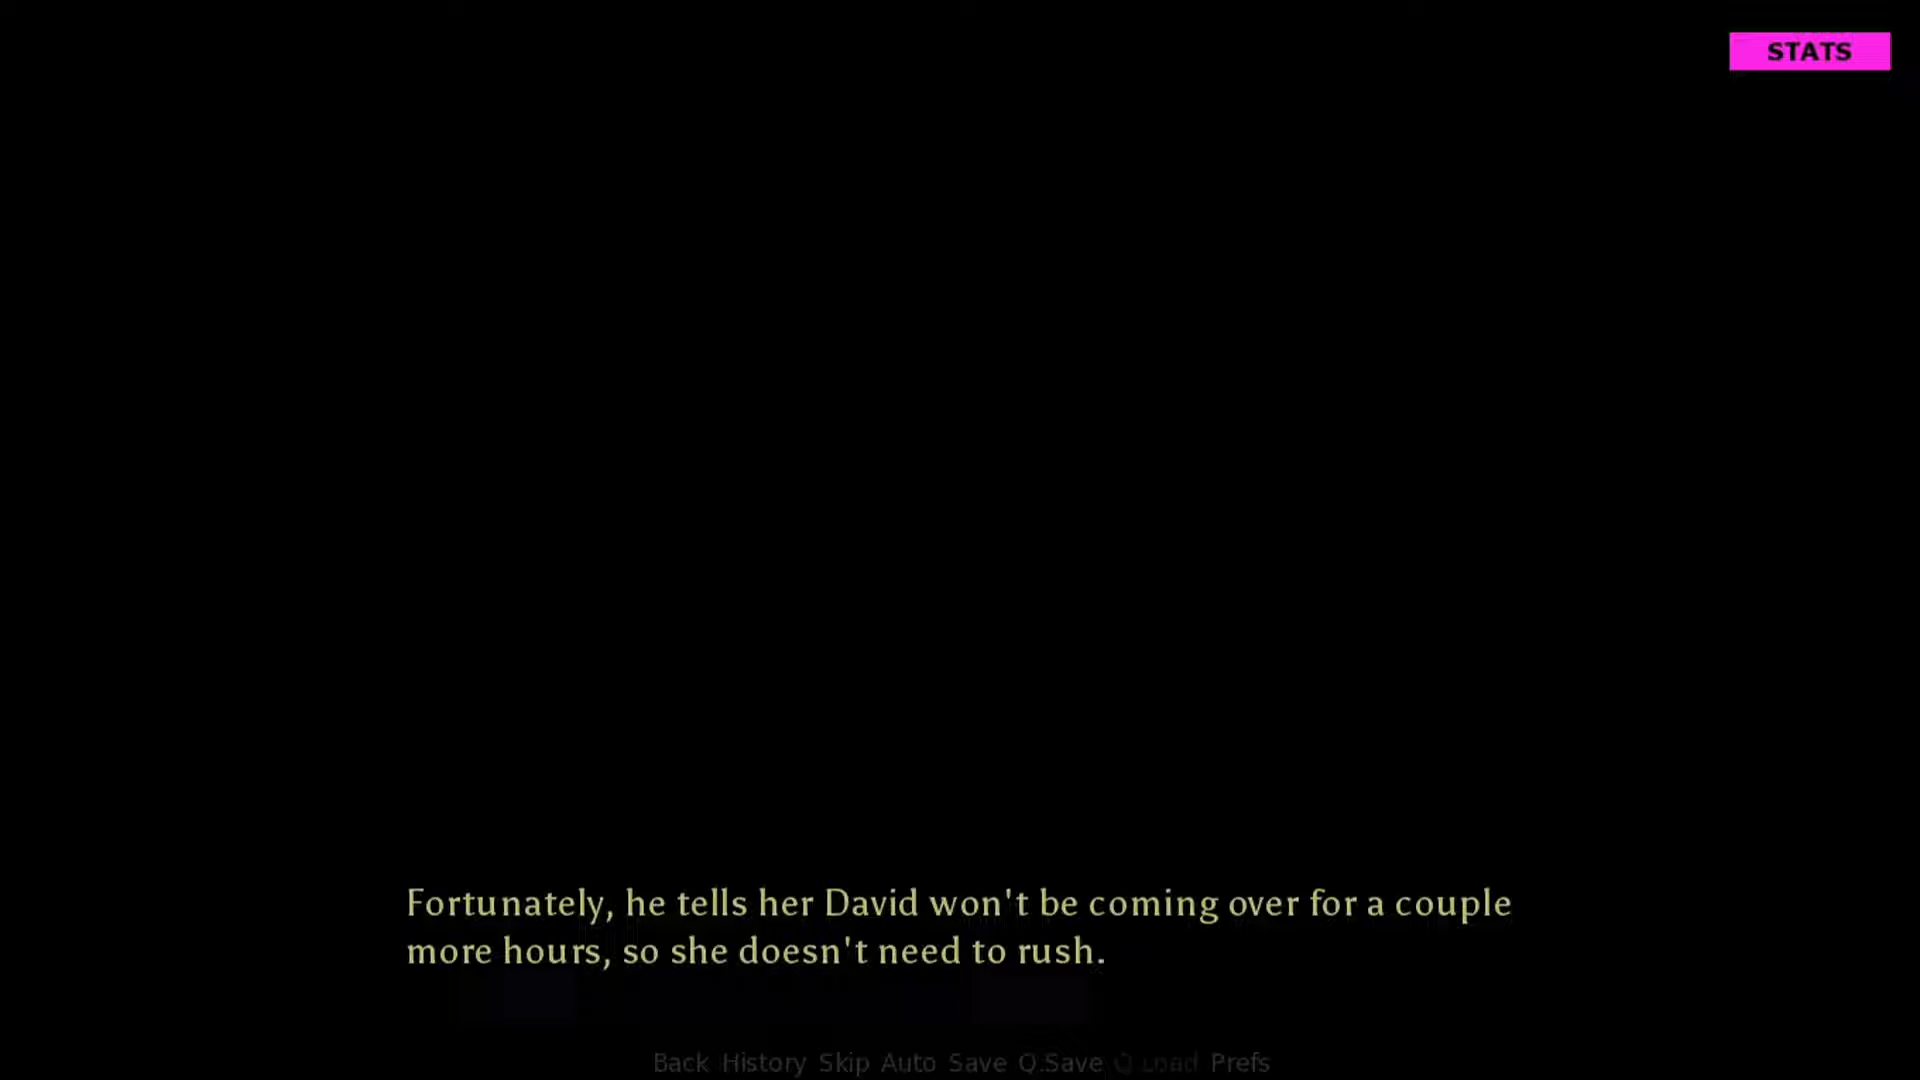 STATS
Fortunately, he tells her David won't be coming over for a couple
more hours, so she doesn't need to rush.
Back History Skip Auto Save Q.Save Q.Load Prefs